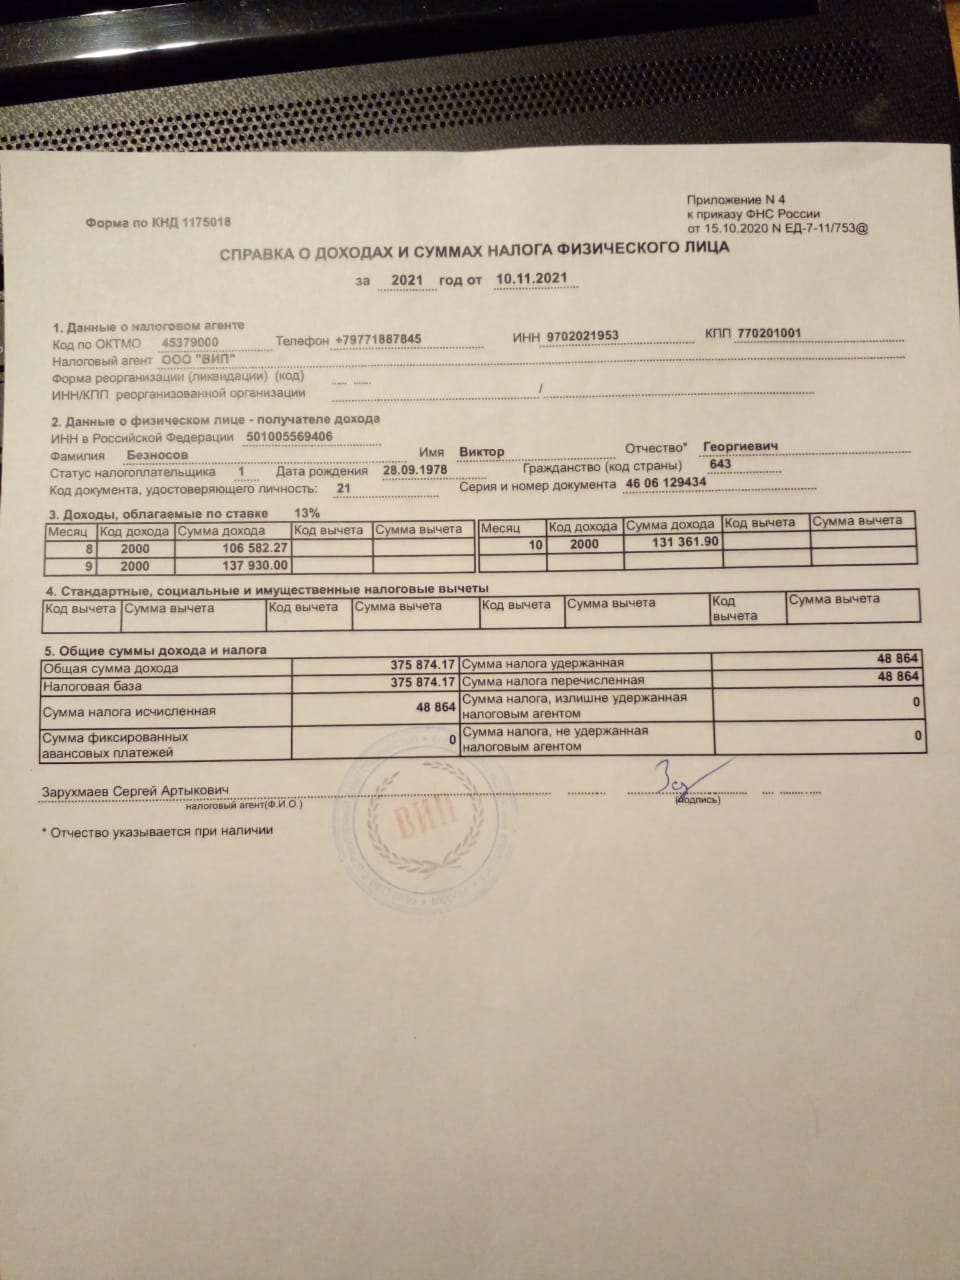 Форма по КНД 1175018
Приложение N 4
к приказу ФНС России
от 15.10.2020 N ЕД-7-11/753@
СПРАВКА О ДОХОДАХ И СУММАХ НАЛОГА ФИЗИЧЕСКОГО ЛИЦА
за 2021 год от 10.11.2021
1. Данные о налоговом агенте
Код по ОКТМО 45379000 Телефон +79771887845 ИНН 9702021953 КПП 770201001
Налоговый агент ООО "ВИП"
Форма реорганизации (ликвидации) (код)
ИНН/КПП реорганизованной организации /
2. Данные о физическом лице - получателе дохода
ИНН в Российской Федерации 501005569406
Фамилия Безносов Имя Виктор Отчество* Георгиевич
Статус налогоплательщика 1 Дата рождения 28.09.1978 Гражданство (код страны) 643
Код документа, удостоверяющего личность: 21 Серия и номер документа 46 06 129434
3. Доходы, облагаемые по ставке 13%
Месяц Код дохода Сумма дохода Код вычета Сумма вычета Месяц Код дохода Сумма дохода Код вычета Сумма вычета
8 2000 106 582.27 10 2000 131 361.90
9 2000 137 930.00
4. Стандартные, социальные и имущественные налоговые вычеты
Код вычета Сумма вычета Код вычета Сумма вычета Код вычета Сумма вычета Код Сумма вычета
вычета
5. Общие суммы дохода и налога
Общая сумма дохода 375 874.17 Сумма налога удержанная 48 864
Налоговая база 375 874.17 Сумма налога перечисленная 48 864
Сумма налога исчисленная 48 864 Сумма налога, излишне удержанная 0
налоговым агентом
Сумма фиксированных 0 Сумма налога, не удержанная 0
авансовых платежей налоговым агентом
Зарухмаев Сергей Артыкович
налоговый агент(Ф.И.О.) (подпись)
ВИП
* Отчество указывается при наличии